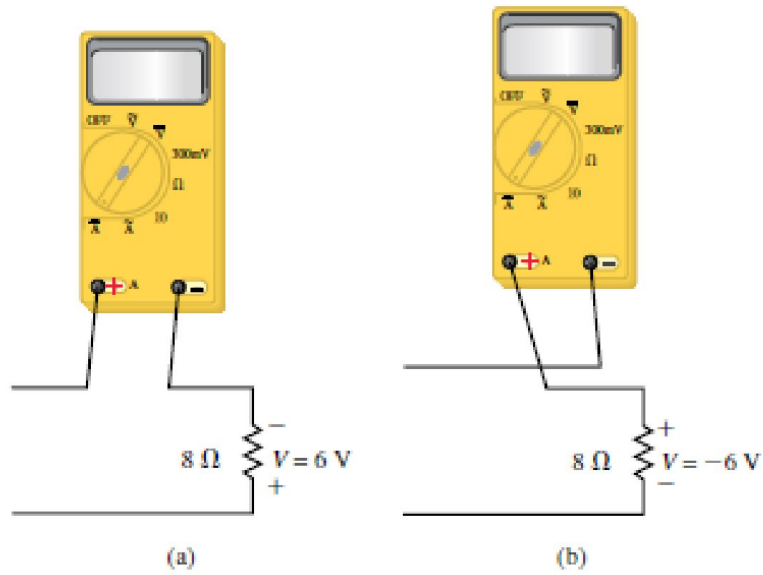 OFF Ṽ V̅
300mV
Ω
10
A̅ Ã
+ A −
8 Ω
−
V = 6 V
+
(a)
OFF Ṽ V̅
300mV
Ω
10
A̅ Ã
+ A −
8 Ω
+
V = −6 V
−
(b)